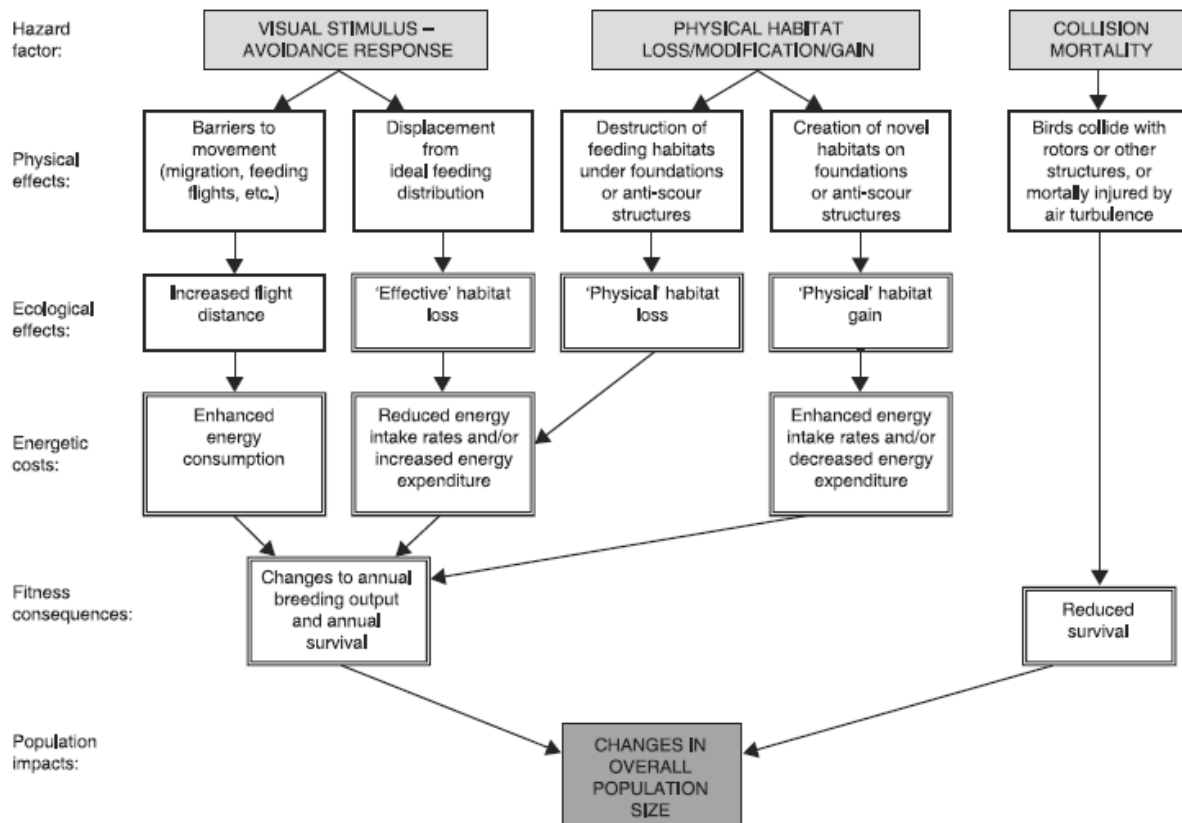 Hazard
factor:
VISUAL STIMULUS –
AVOIDANCE RESPONSE
PHYSICAL HABITAT
LOSS/MODIFICATION/GAIN
COLLISION
MORTALITY
Physical
effects:
Barriers to
movement
(migration, feeding
flights, etc.)
Displacement
from
ideal feeding
distribution
Destruction of
feeding habitats
under foundations
or anti-scour
structures
Creation of novel
habitats on
foundations
or anti-scour
structures
Birds collide with
rotors or other
structures, or
mortally injured by
air turbulence
Ecological
effects:
Increased flight
distance
‘Effective’ habitat
loss
‘Physical’ habitat
loss
‘Physical’ habitat
gain
Energetic
costs:
Enhanced
energy
consumption
Reduced energy
intake rates and/or
increased energy
expenditure
Enhanced energy
intake rates and/or
decreased energy
expenditure
Fitness
consequences:
Changes to annual
breeding output
and annual
survival
Reduced
survival
Population
impacts:
CHANGES IN
OVERALL
POPULATION
SIZE